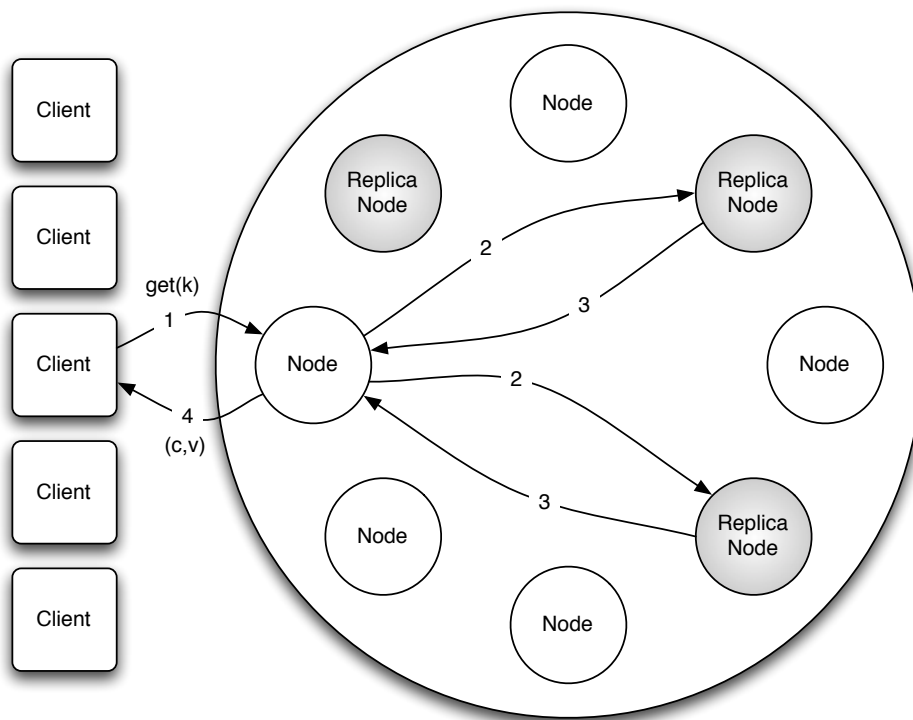 Client
Client
Client
Client
Client
get(k)
1
4
(c,v)
Node
Replica
Node
Replica
Node
2
3
Node
Node
2
3
Node
Replica
Node
Node